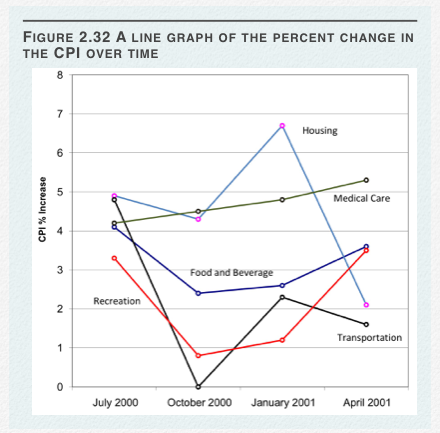 FIGURE 2.32 A LINE GRAPH OF THE PERCENT CHANGE IN
THE CPI OVER TIME
8
7
6
5
4
3
2
1
0
CPI % Increase
Housing
Medical Care
Food and Beverage
Recreation
Transportation
July 2000 October 2000 January 2001 April 2001